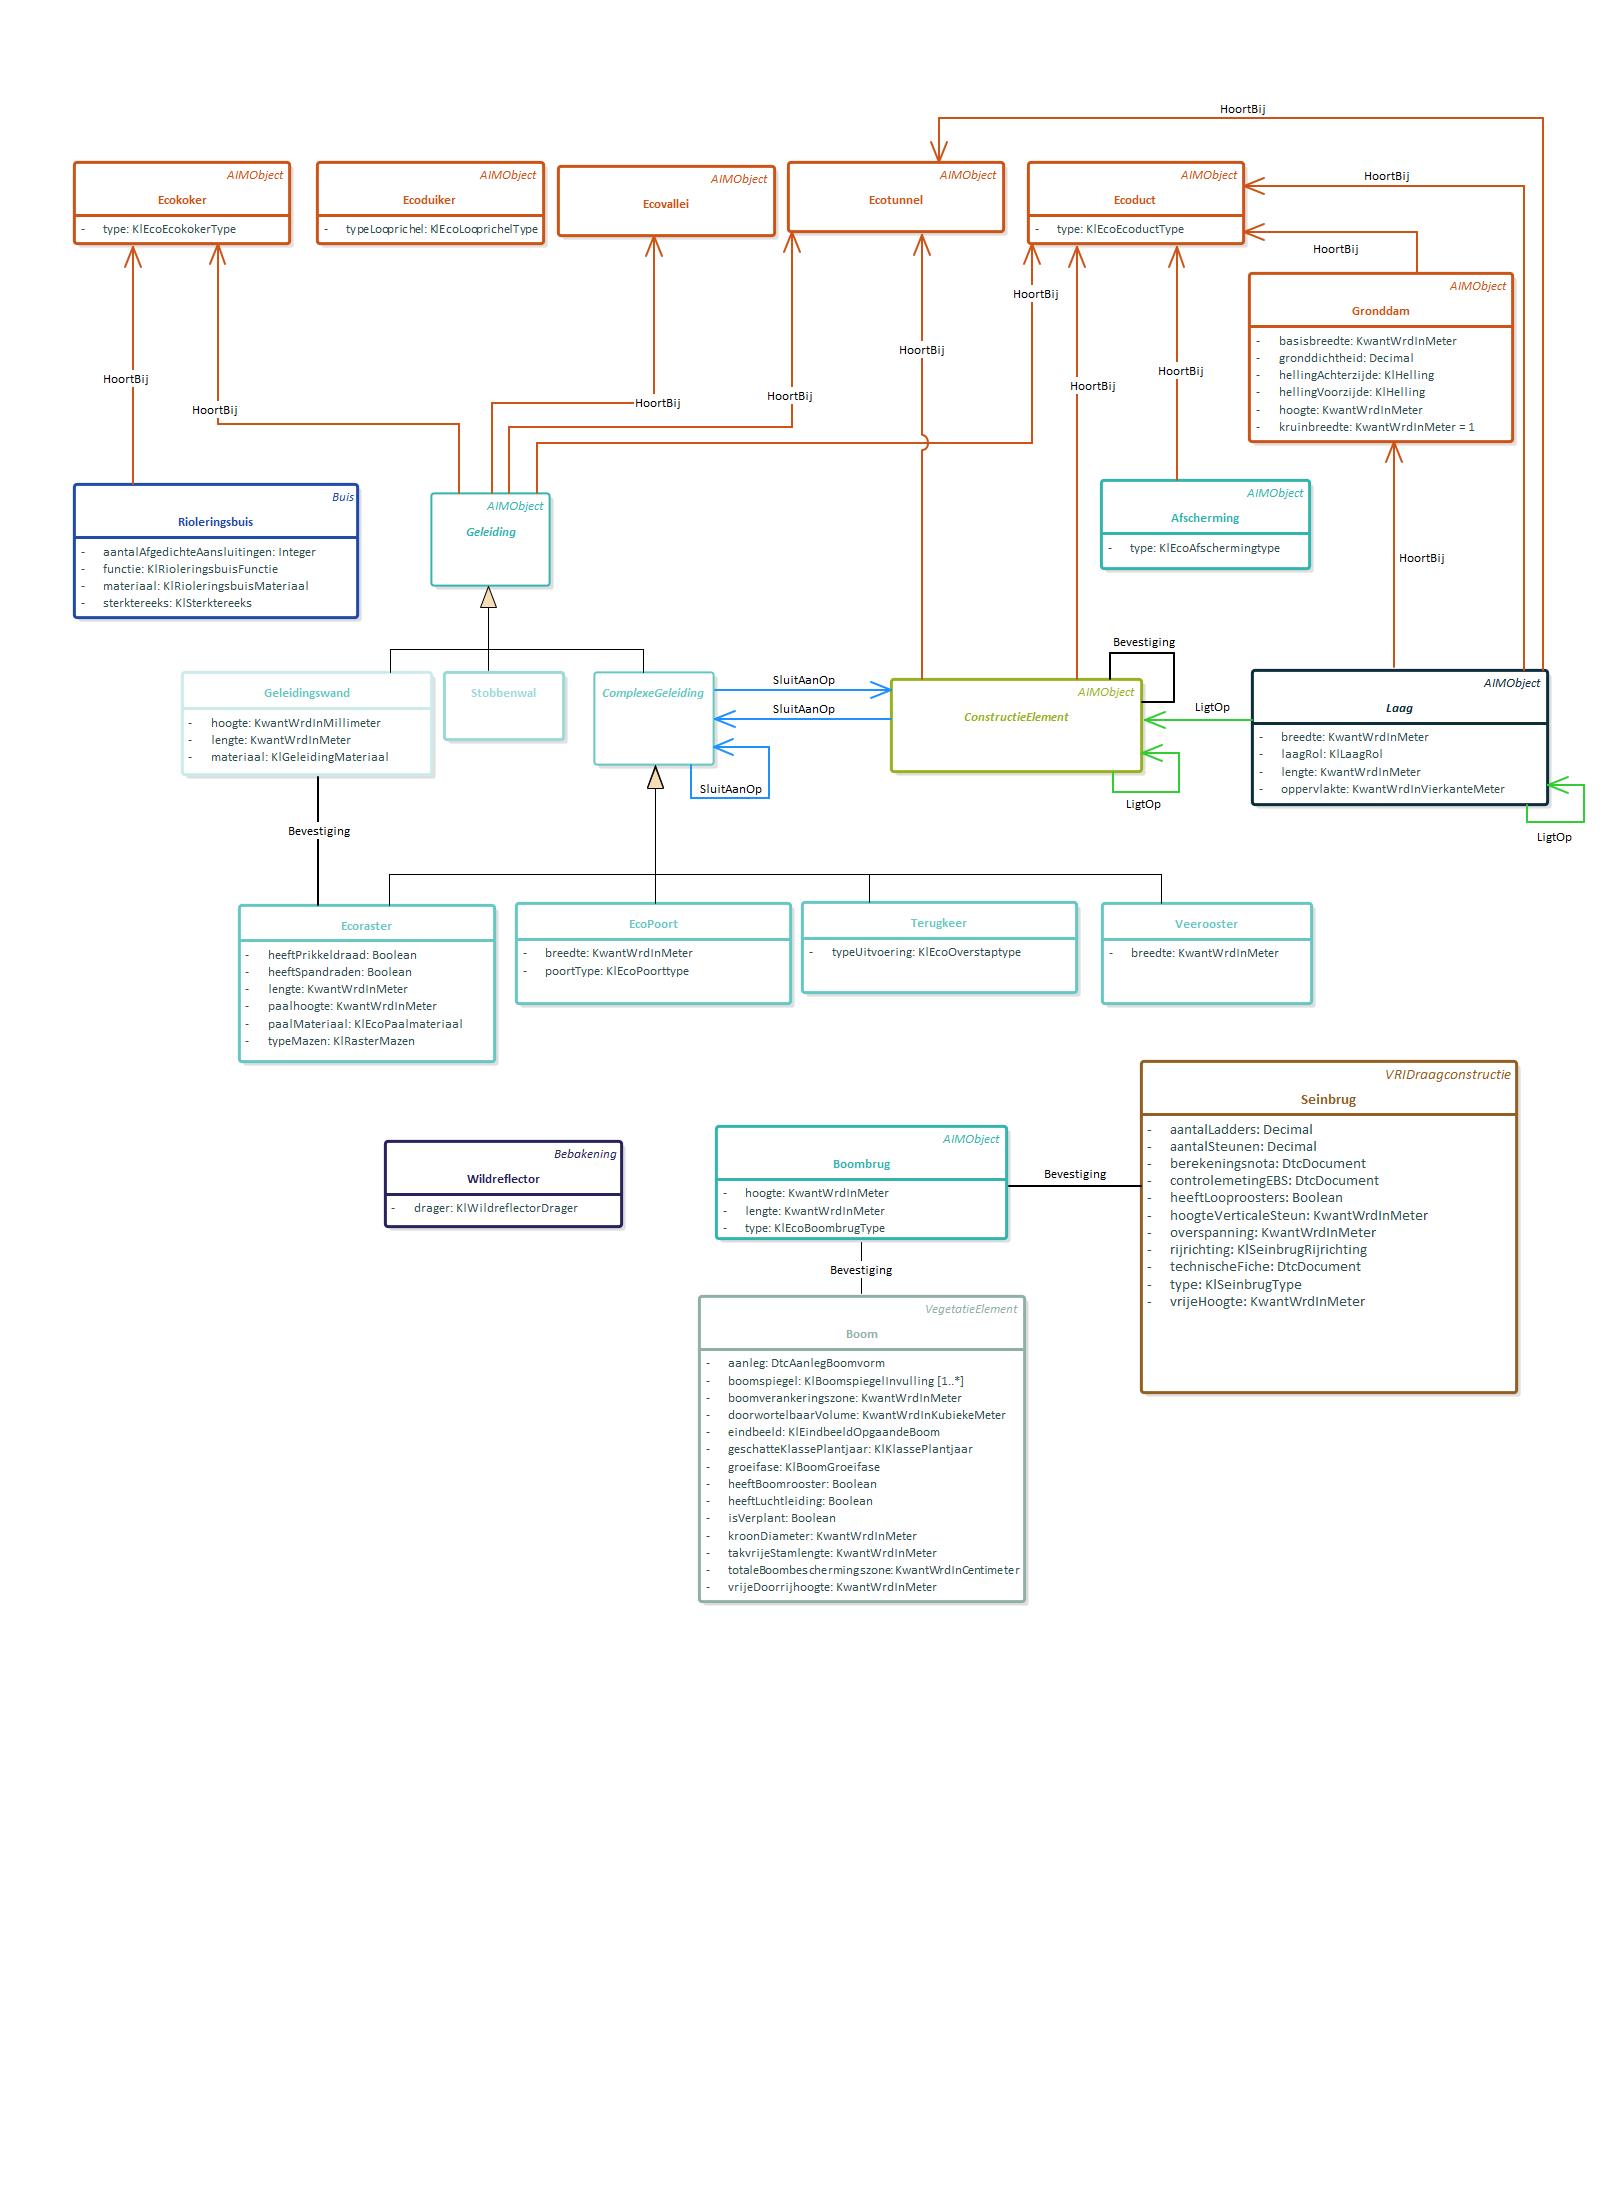 HoortBij
AIMObject
Ecokoker
- type: KlEcoEcokokerType
AIMObject
Ecoduiker
- typeLooprichel: KlEcoLooprichelType
AIMObject
Ecovallei
AIMObject
Ecotunnel
AIMObject
Ecoduct
- type: KlEcoEcoductType
HoortBij
HoortBij
AIMObject
Gronddam
- basisbreedte: KwantWrdInMeter
- gronddichtheid: Decimal
- hellingAchterzijde: KlHelling
- hellingVoorzijde: KlHelling
- hoogte: KwantWrdInMeter
- kruinbreedte: KwantWrdInMeter = 1
HoortBij
HoortBij
HoortBij
HoortBij
HoortBij
HoortBij
HoortBij
HoortBij
Buis
Rioleringsbuis
- aantalAfgedichteAansluitingen: Integer
- functie: KlRioleringsbuisFunctie
- materiaal: KlRioleringsbuisMateriaal
- sterktereeks: KlSterktereeks
AIMObject
Geleiding
AIMObject
Afscherming
- type: KlEcoAfschermingtype
HoortBij
Bevestiging
Geleidingswand
- hoogte: KwantWrdInMillimeter
- lengte: KwantWrdInMeter
- materiaal: KlGeleidingMateriaal
Stobbenwal
ComplexeGeleiding
SluitAanOp
SluitAanOp
SluitAanOp
AIMObject
ConstructieElement
LigtOp
LigtOp
AIMObject
Laag
- breedte: KwantWrdInMeter
- laagRol: KlLaagRol
- lengte: KwantWrdInMeter
- oppervlakte: KwantWrdInVierkanteMeter
LigtOp
Bevestiging
Ecoraster
- heeftPrikkeldraad: Boolean
- heeftSpandraden: Boolean
- lengte: KwantWrdInMeter
- paalhoogte: KwantWrdInMeter
- paalMateriaal: KlEcoPaalmateriaal
- typeMazen: KlRasterMazen
EcoPoort
- breedte: KwantWrdInMeter
- poortType: KlEcoPoorttype
Terugkeer
- typeUitvoering: KlEcoOverstaptype
Veerooster
- breedte: KwantWrdInMeter
VRIDraagconstructie
Seinbrug
- aantalLadders: Decimal
- aantalSteunen: Decimal
- berekeningsnota: DtcDocument
- controlemetingEBS: DtcDocument
- heeftLooproosters: Boolean
- hoogteVerticaleSteun: KwantWrdInMeter
- overspanning: KwantWrdInMeter
- rijrichting: KlSeinbrugRijrichting
- technischeFiche: DtcDocument
- type: KlSeinbrugType
- vrijeHoogte: KwantWrdInMeter
Bebakening
Wildreflector
- drager: KlWildreflectorDrager
AIMObject
Boombrug
- hoogte: KwantWrdInMeter
- lengte: KwantWrdInMeter
- type: KlEcoBoombrugType
Bevestiging
Bevestiging
VegetatieElement
Boom
- aanleg: DtcAanlegBoomvorm
- boomspiegel: KlBoomspiegelInvulling [1..*]
- boomverankeringszone: KwantWrdInMeter
- doorwortelbaarVolume: KwantWrdInKubiekeMeter
- eindbeeld: KlEindbeeldOpgaandeBoom
- geschatteKlassePlantjaar: KlKlassePlantjaar
- groeifase: KlBoomGroeifase
- heeftBoomrooster: Boolean
- heeftLuchtleiding: Boolean
- isVerplant: Boolean
- kroonDiameter: KwantWrdInMeter
- takvrijeStamlengte: KwantWrdInMeter
- totaleBoombeschermingszone: KwantWrdInCentimeter
- vrijeDoorrijhoogte: KwantWrdInMeter